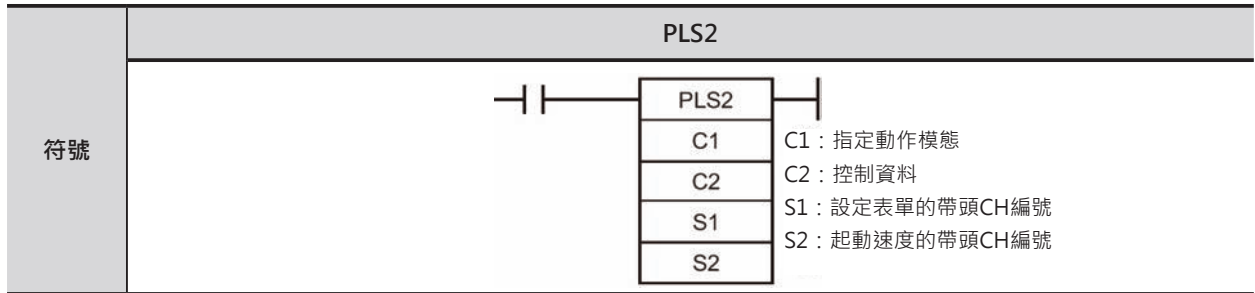 PLS2
符號
PLS2
C1
C2
S1
S2
C1：指定動作模態
C2：控制資料
S1：設定表單的帶頭CH編號
S2：起動速度的帶頭CH編號